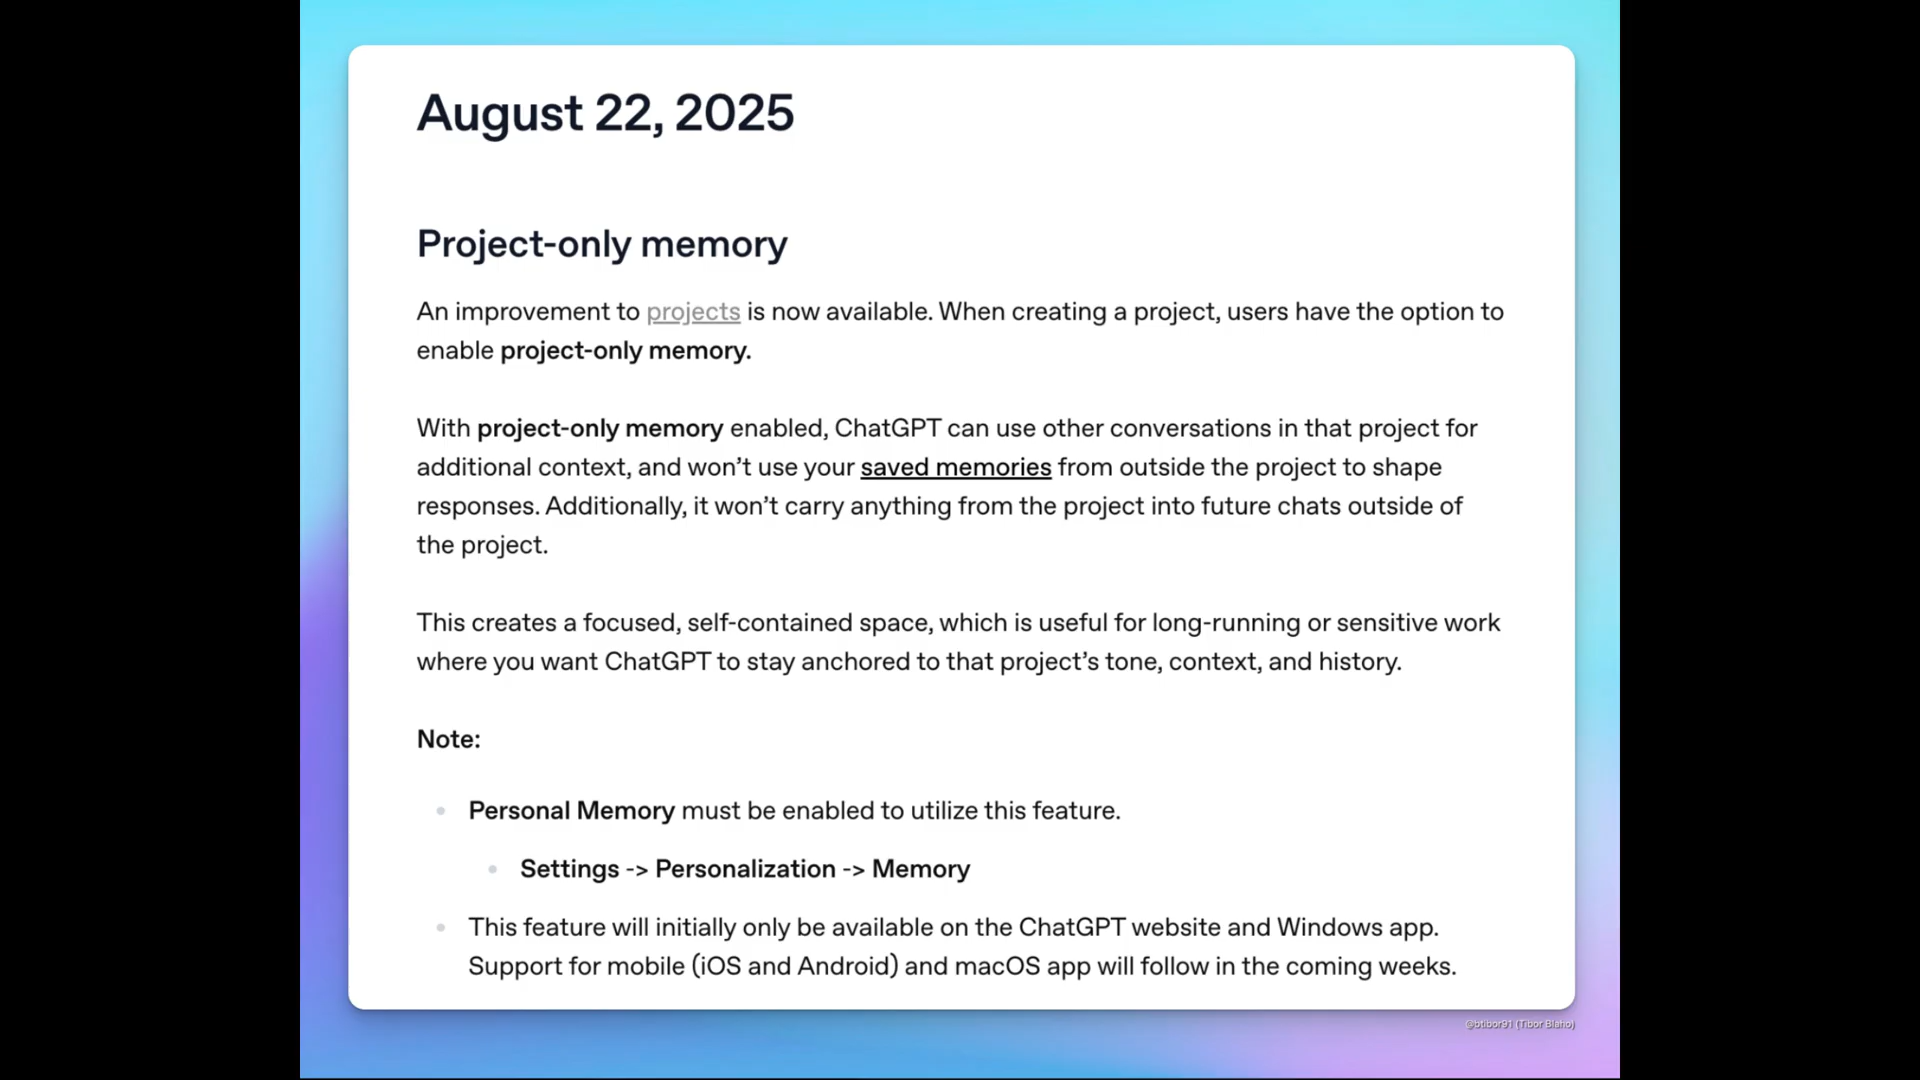 August 22, 2025
Project-only memory
An improvement to projects is now available. When creating a project, users have the option to
enable project-only memory.
With project-only memory enabled, ChatGPT can use other conversations in that project for
additional context, and won’t use your saved memories from outside the project to shape
responses. Additionally, it won’t carry anything from the project into future chats outside of
the project.
This creates a focused, self-contained space, which is useful for long-running or sensitive work
where you want ChatGPT to stay anchored to that project’s tone, context, and history.
Note:
Personal Memory must be enabled to utilize this feature.
Settings -> Personalization -> Memory
This feature will initially only be available on the ChatGPT website and Windows app.
Support for mobile (iOS and Android) and macOS app will follow in the coming weeks.
@btibor91 (Tibor Blaho)